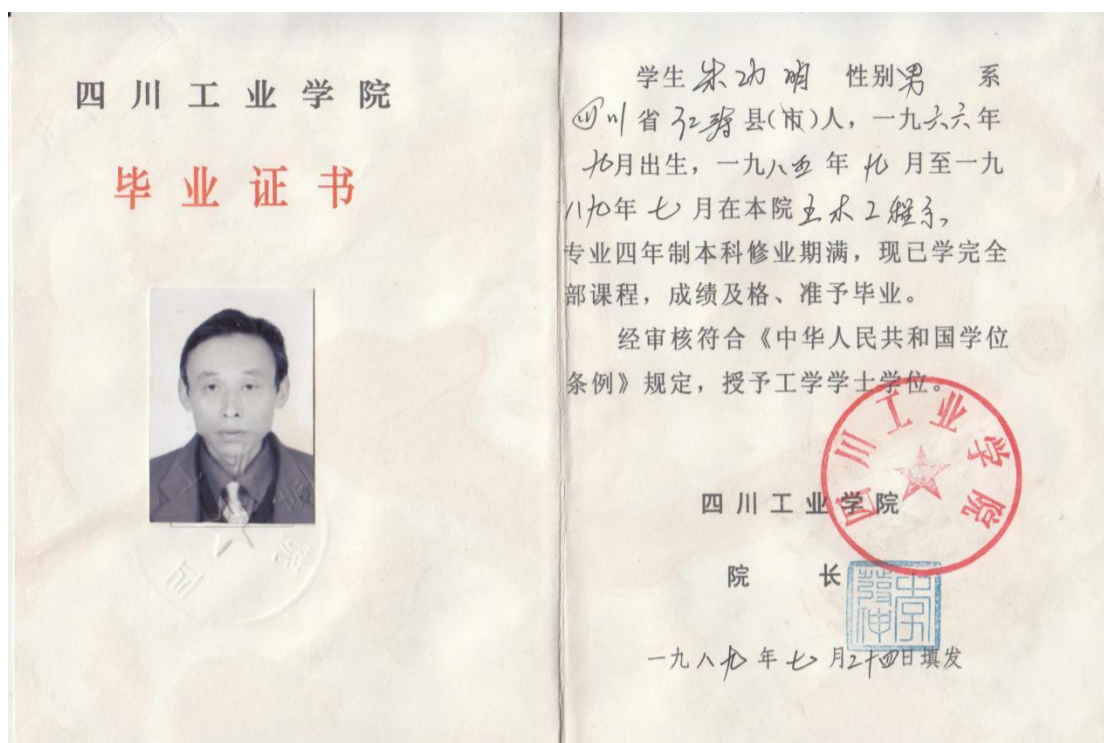 四川工业学院
毕业证书
学生朱功明 性别男 系
四川省仁寿县(市)人，一九六六年
九月出生，一九八五年九月至一九
八九年七月在本院土木工程系
专业四年制本科修业期满，现已学完全
部课程，成绩及格、准予毕业。
经审核符合《中华人民共和国学位
条例》规定，授予工学学士学位。
四川工业学院
四川工业学院
院 长
一九八九年七月二十四日填发